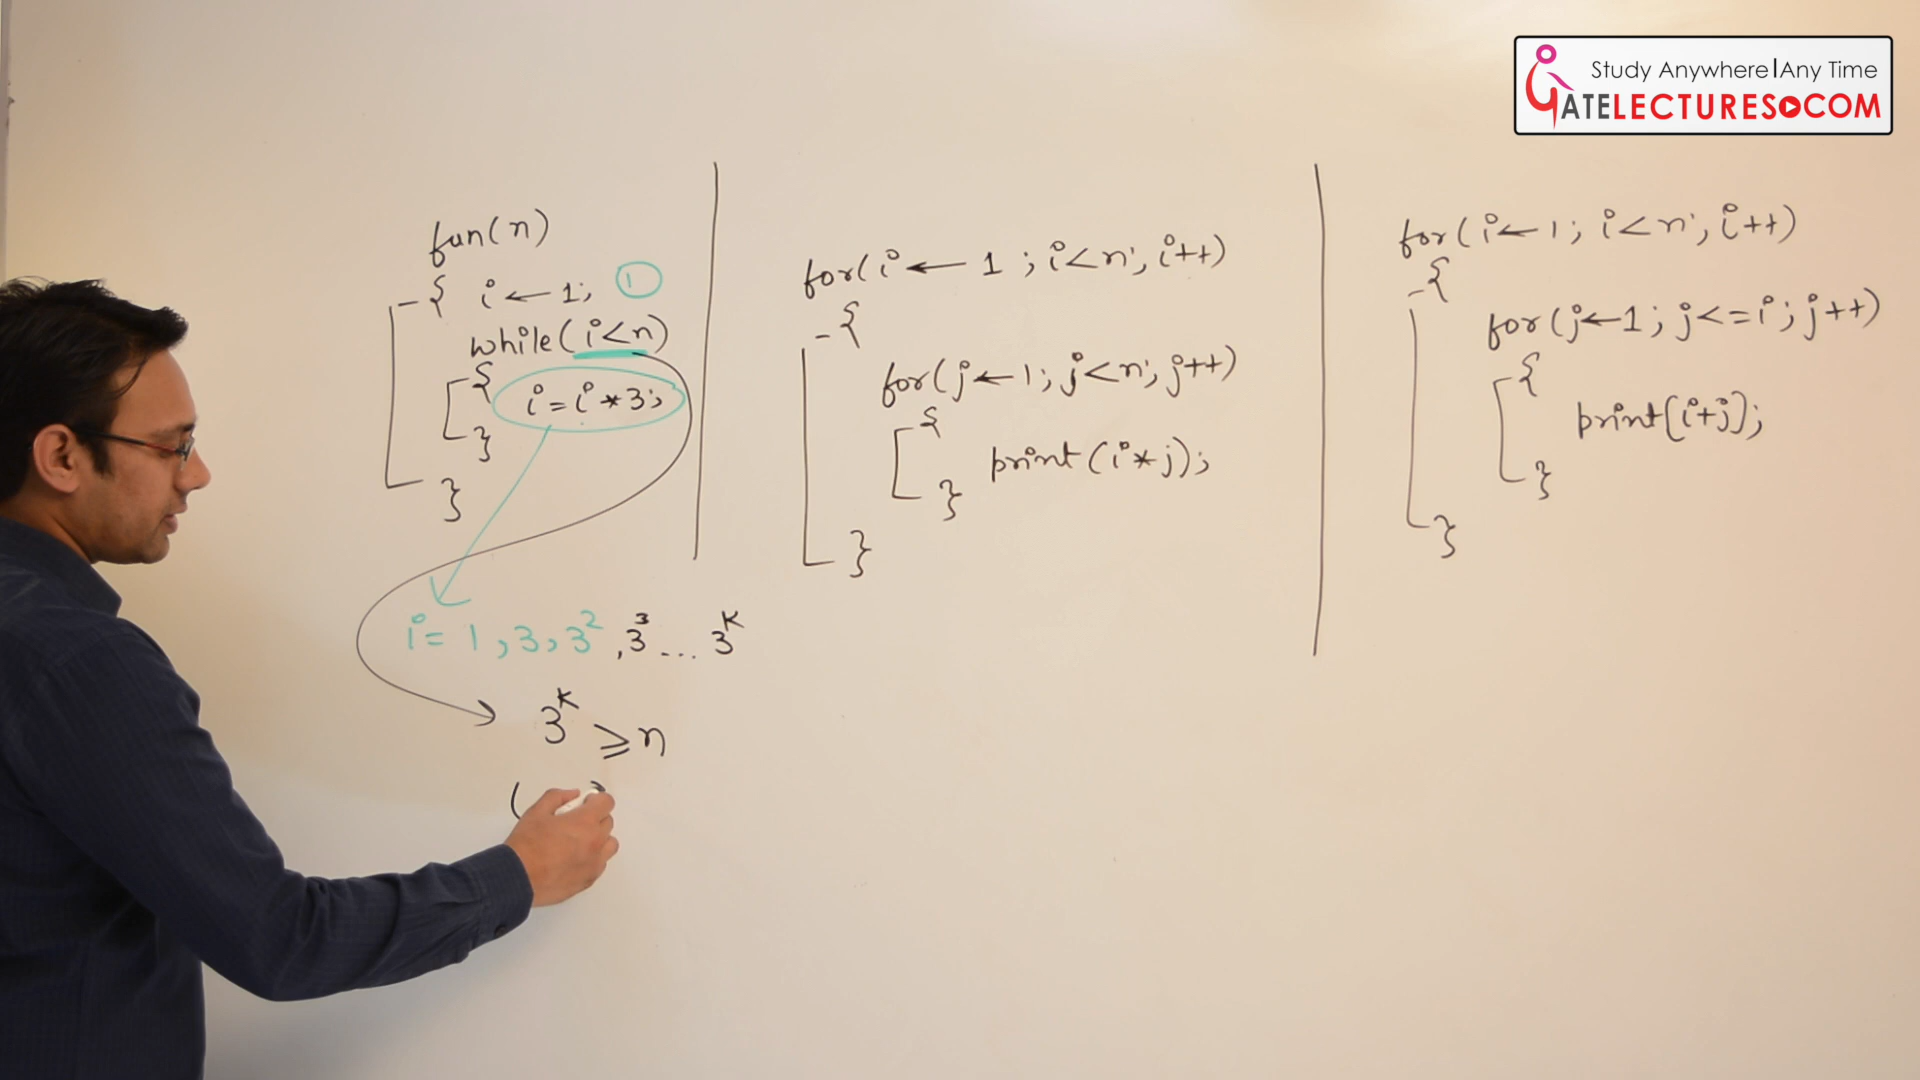 Study Anywhere|Any Time
GATELECTURES.COM
fun(n)
{ i ← 1; 1
while(i<n)
{
i = i * 3;
}
}
i = 1, 3, 3², 3³ ... 3ᴷ
3ᴷ ≥ n
(
for(i ← 1 ; i<n; i++)
{
for(j ← 1; j<n; j++)
{
print(i*j);
}
}
for(i ← 1; i<n; i++)
{
for(j ← 1; j<=i; j++)
{
print(i+j);
}
}